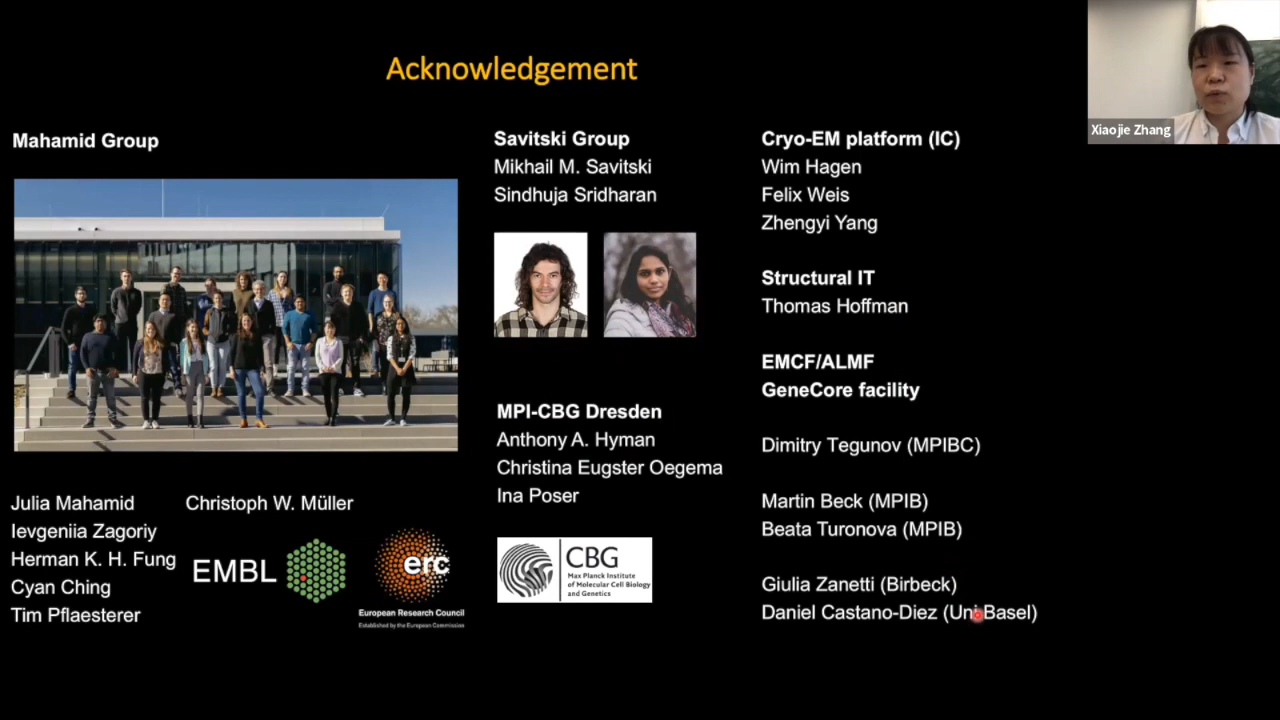 Acknowledgement
Xiaojie Zhang
Mahamid Group
Julia Mahamid
Ievgeniia Zagoriy
Herman K. H. Fung
Cyan Ching
Tim Pflaesterer
Christoph W. Müller
EMBL
erc
European Research Council
Established by the European Commission
Savitski Group
Mikhail M. Savitski
Sindhuja Sridharan
MPI-CBG Dresden
Anthony A. Hyman
Christina Eugster Oegema
Ina Poser
CBG
Max Planck Institute
of Molecular Cell Biology
and Genetics
Cryo-EM platform (IC)
Wim Hagen
Felix Weis
Zhengyi Yang
Structural IT
Thomas Hoffman
EMCF/ALMF
GeneCore facility
Dimitry Tegunov (MPIBC)
Martin Beck (MPIB)
Beata Turonova (MPIB)
Giulia Zanetti (Birbeck)
Daniel Castano-Diez (Uni Basel)